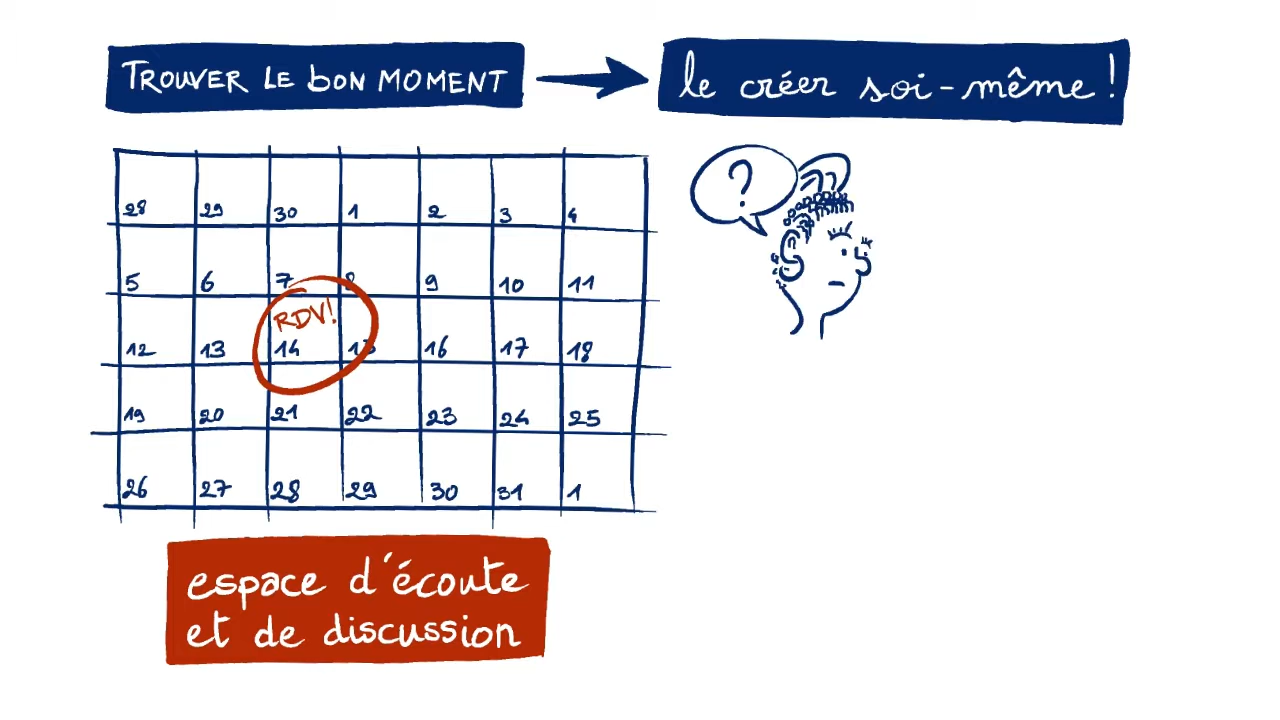 TROUVER LE bON MOMENT
le créer soi-même !
?
28 29 30 1 2 3 4
5 6 7 8 9 10 11
RDV!
12 13 14 15 16 17 18
19 20 21 22 23 24 25
26 27 28 29 30 31 1
espace d'écoute
et de discussion